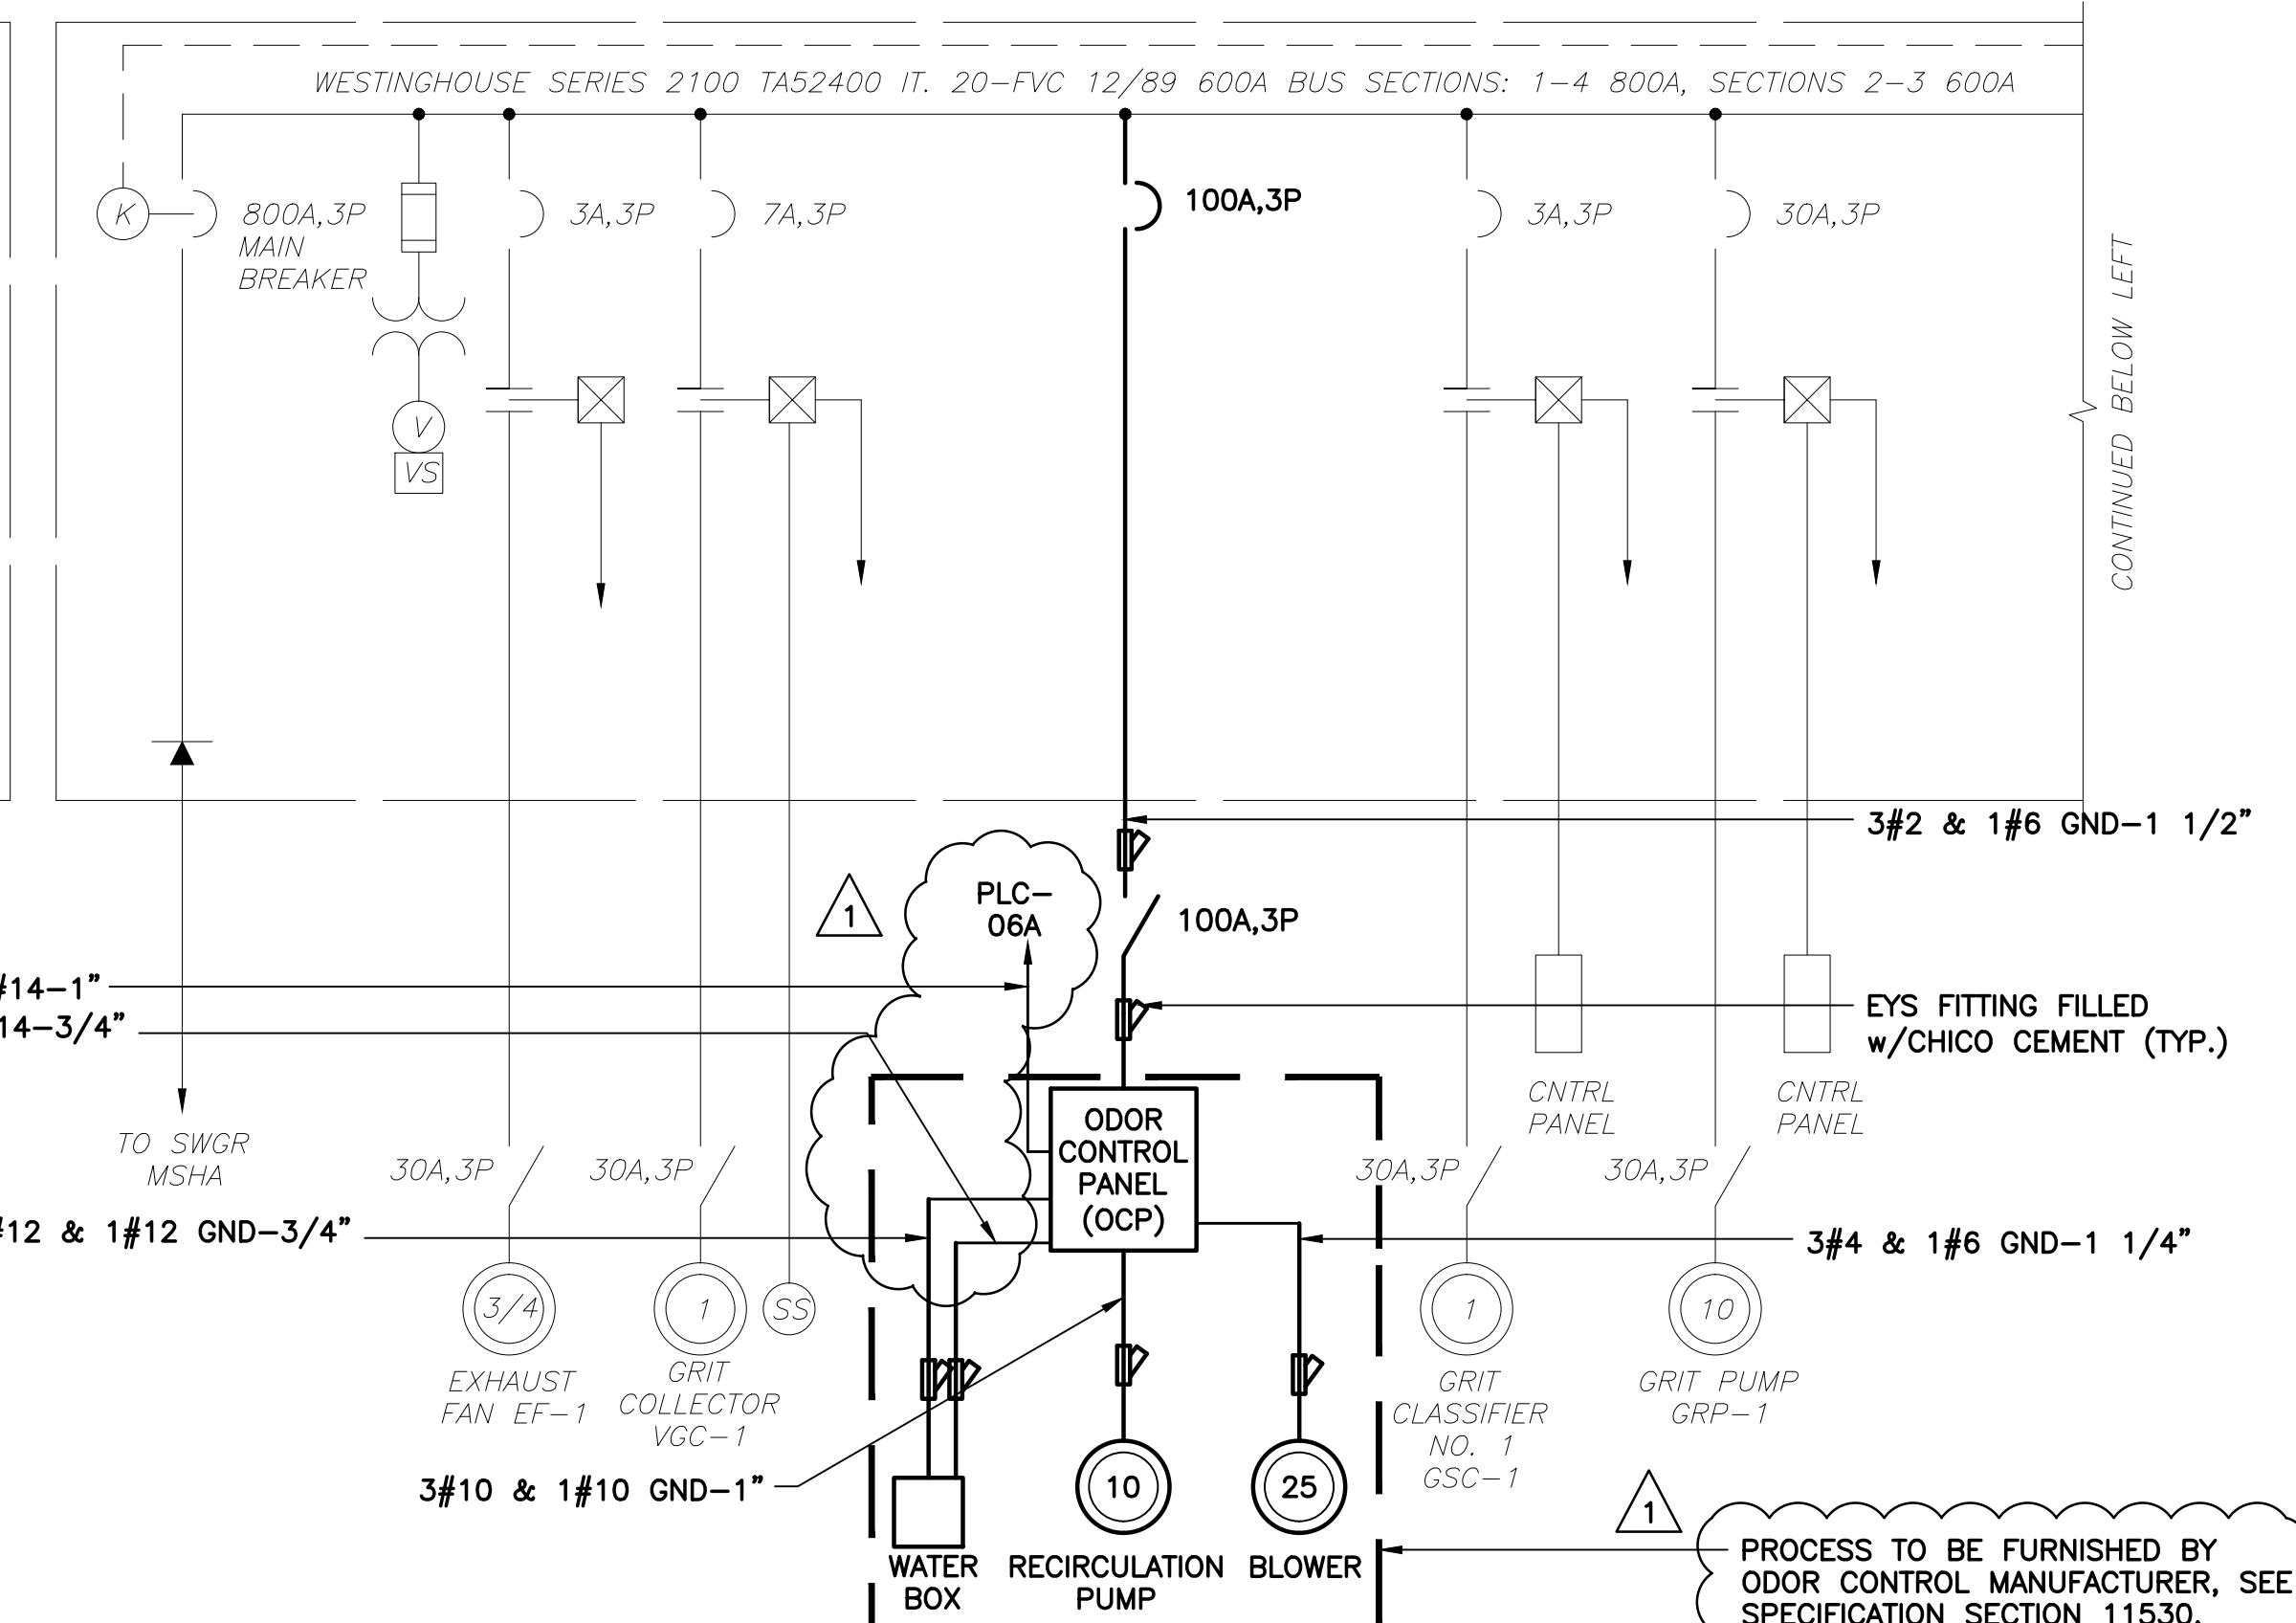 WESTINGHOUSE SERIES 2100 TA52400 IT. 20-FVC 12/89 600A BUS SECTIONS: 1-4 800A, SECTIONS 2-3 600A
K
800A,3P
MAIN
BREAKER
3A,3P
7A,3P
100A,3P
3A,3P
30A,3P
CONTINUED BELOW LEFT
V
VS
3#2 & 1#6 GND-1 1/2”
1
PLC-
06A
100A,3P
#14-1”
14-3/4”
EYS FITTING FILLED
w/CHICO CEMENT (TYP.)
CNTRL
PANEL
CNTRL
PANEL
TO SWGR
MSHA
30A,3P
30A,3P
ODOR
CONTROL
PANEL
(OCP)
30A,3P
30A,3P
#12 & 1#12 GND-3/4”
3#4 & 1#6 GND-1 1/4”
3/4
1
SS
1
10
EXHAUST
FAN EF-1
GRIT
COLLECTOR
VGC-1
GRIT
CLASSIFIER
NO. 1
GSC-1
GRIT PUMP
GRP-1
3#10 & 1#10 GND-1”
10
25
WATER
BOX
RECIRCULATION
PUMP
BLOWER
1
PROCESS TO BE FURNISHED BY
ODOR CONTROL MANUFACTURER, SEE
SPECIFICATION SECTION 11530.